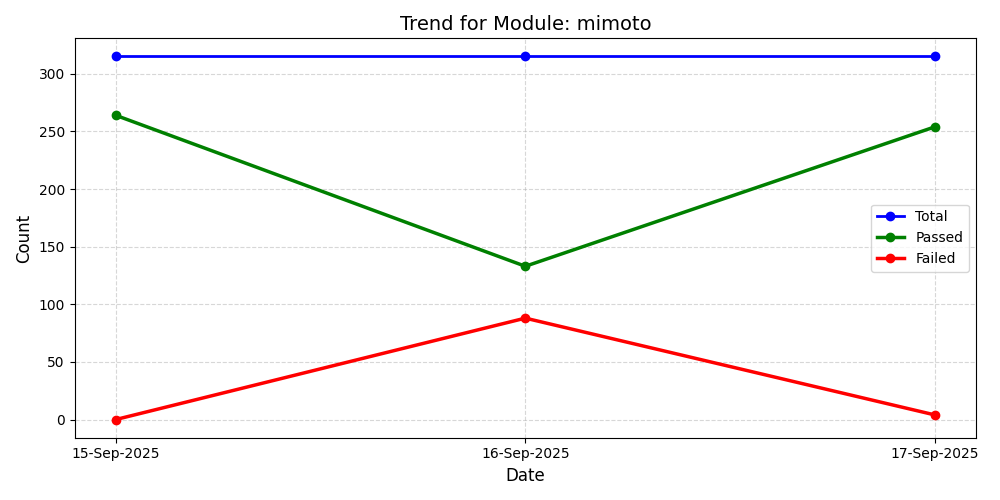 Trend for Module: mimoto
300
250
200
150
100
50
0
Count
Total
Passed
Failed
15-Sep-2025
16-Sep-2025
17-Sep-2025
Date